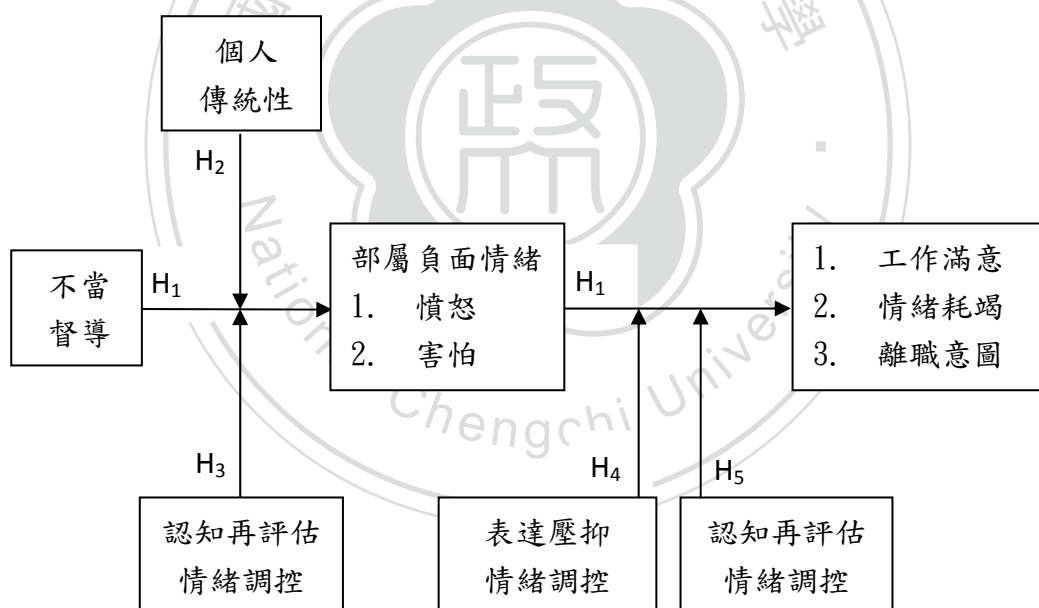 個人
傳統性
H₂
不當
督導
H₁
部屬負面情緒
1. 憤怒
2. 害怕
H₁
1. 工作滿意
2. 情緒耗竭
3. 離職意圖
H₃
H₄
H₅
認知再評估
情緒調控
表達壓抑
情緒調控
認知再評估
情緒調控
政
學
Chengchi